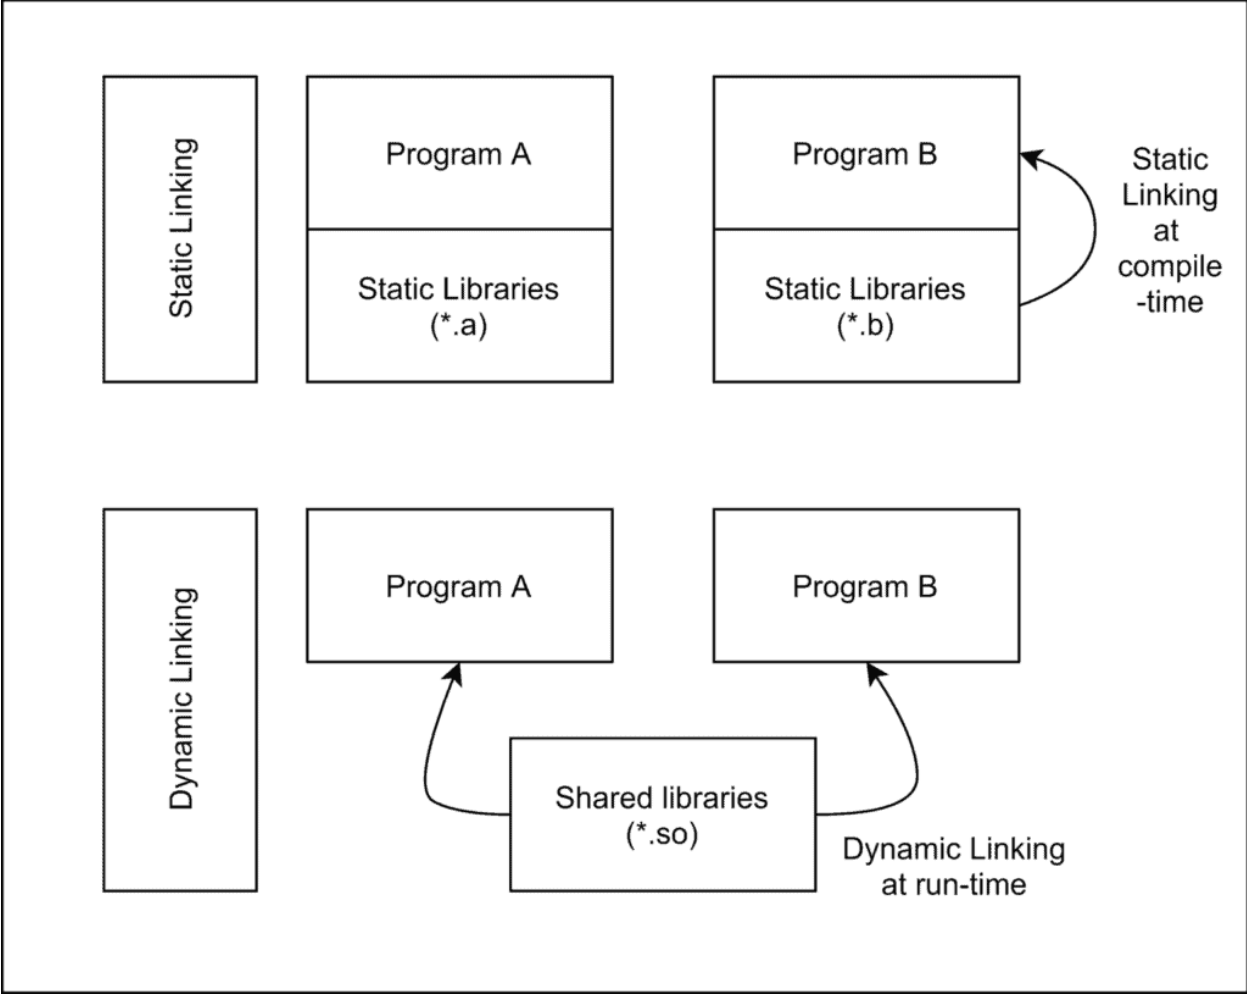 Static Linking
Program A
Static Libraries
(*.a)
Program B
Static Libraries
(*.b)
Static
Linking
at
compile
-time
Dynamic Linking
Program A
Program B
Shared libraries
(*.so)
Dynamic Linking
at run-time